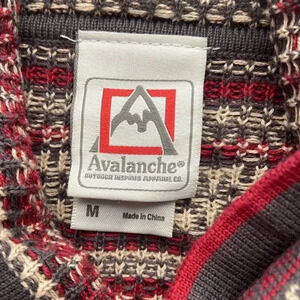 Avalanche®
OUTDOOR INSPIRED APPAREL CO.
M
Made in China